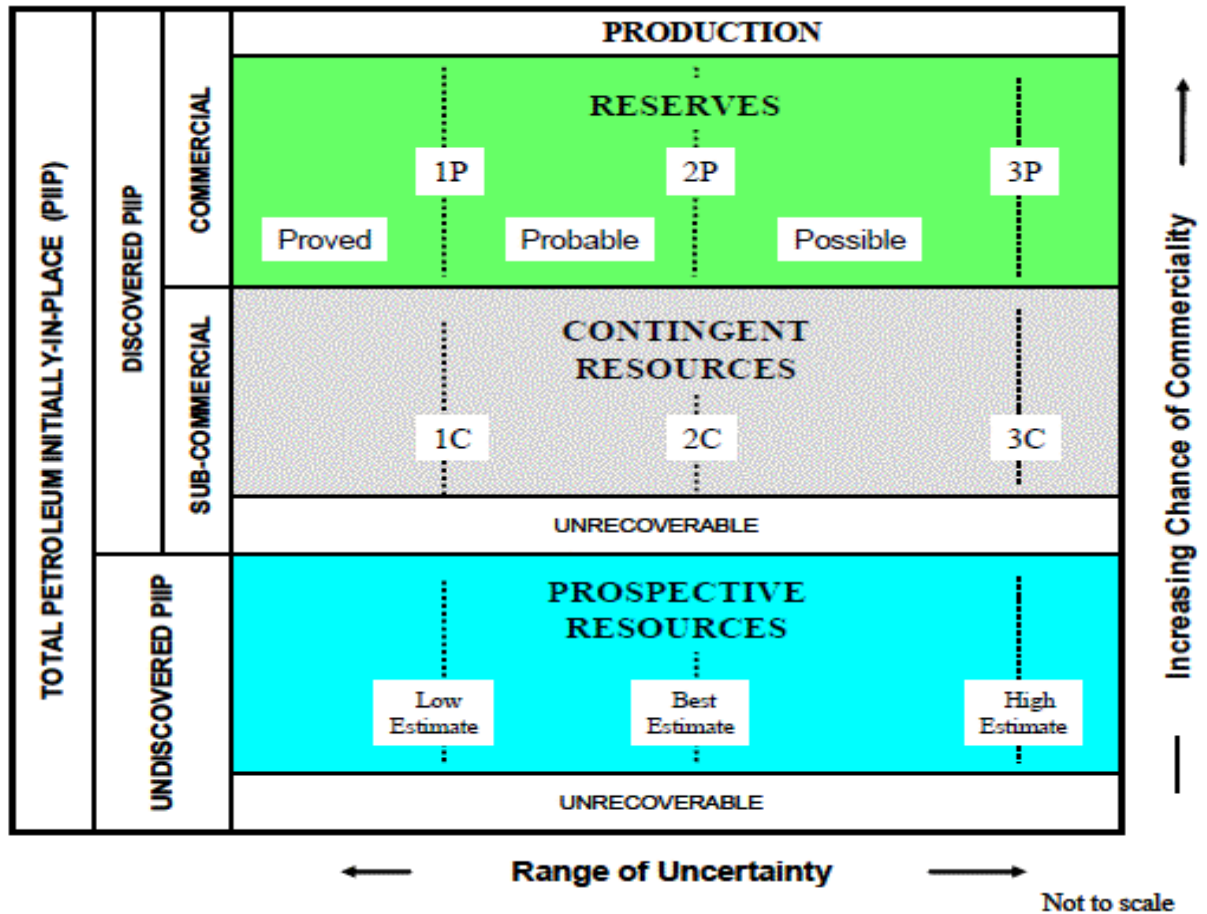 PRODUCTION
RESERVES
1P
2P
3P
Proved
Probable
Possible
CONTINGENT
RESOURCES
1C
2C
3C
UNRECOVERABLE
PROSPECTIVE
RESOURCES
Low
Estimate
Best
Estimate
High
Estimate
UNRECOVERABLE
TOTAL PETROLEUM INITIALLY-IN-PLACE (PIIP)
DISCOVERED PIIP
COMMERCIAL
SUB-COMMERCIAL
UNDISCOVERED PIIP
Increasing Chance of Commerciality
Range of Uncertainty
Not to scale